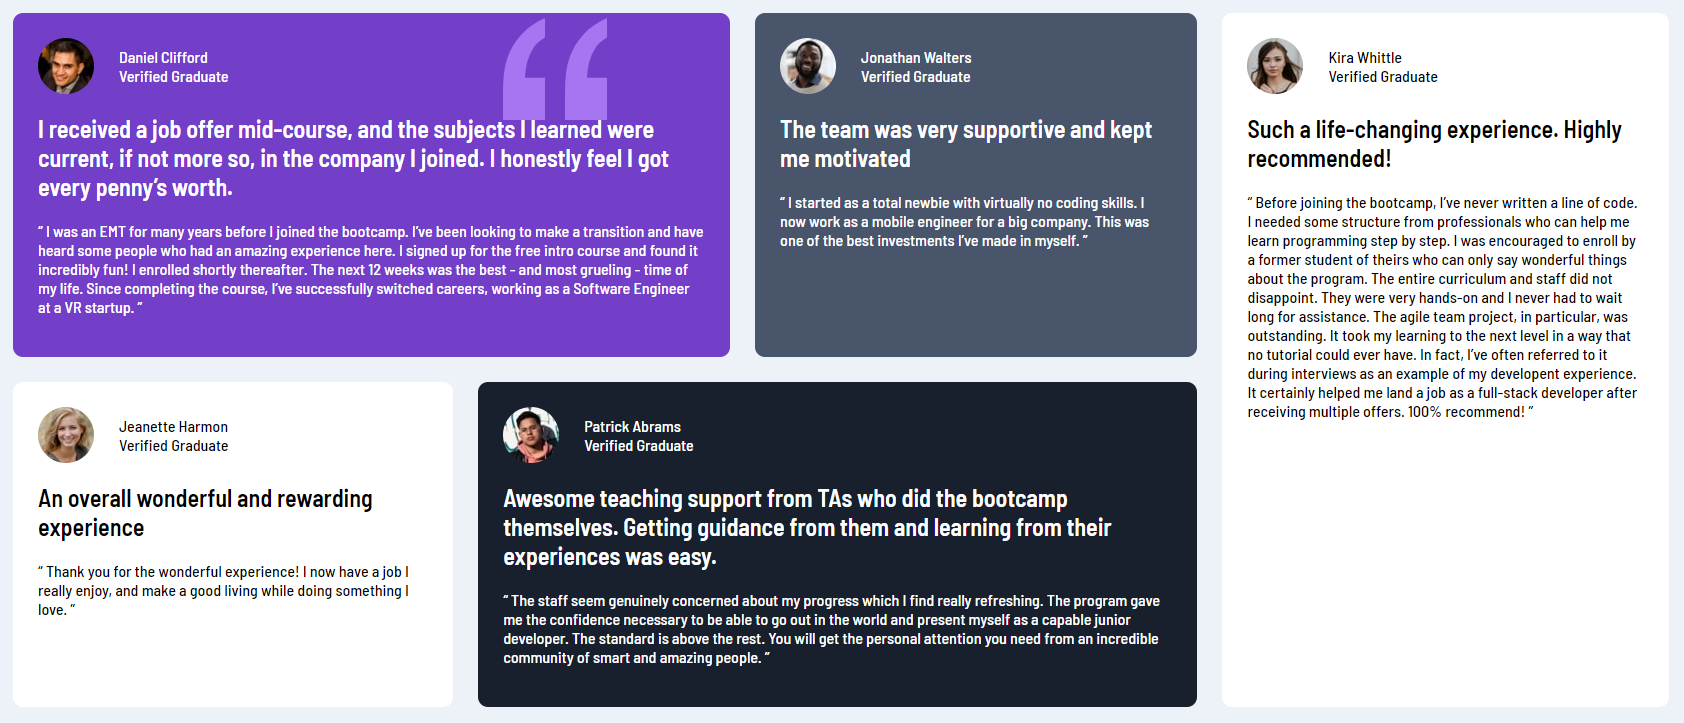 Daniel Clifford
Verified Graduate
I received a job offer mid-course, and the subjects I learned were
current, if not more so, in the company I joined. I honestly feel I got
every penny’s worth.
“ I was an EMT for many years before I joined the bootcamp. I’ve been looking to make a transition and have
heard some people who had an amazing experience here. I signed up for the free intro course and found it
incredibly fun! I enrolled shortly thereafter. The next 12 weeks was the best - and most grueling - time of
my life. Since completing the course, I’ve successfully switched careers, working as a Software Engineer
at a VR startup. ”
Jonathan Walters
Verified Graduate
The team was very supportive and kept
me motivated
“ I started as a total newbie with virtually no coding skills. I
now work as a mobile engineer for a big company. This was
one of the best investments I’ve made in myself. ”
Kira Whittle
Verified Graduate
Such a life-changing experience. Highly
recommended!
“ Before joining the bootcamp, I’ve never written a line of code.
I needed some structure from professionals who can help me
learn programming step by step. I was encouraged to enroll by
a former student of theirs who can only say wonderful things
about the program. The entire curriculum and staff did not
disappoint. They were very hands-on and I never had to wait
long for assistance. The agile team project, in particular, was
outstanding. It took my learning to the next level in a way that
no tutorial could ever have. In fact, I’ve often referred to it
during interviews as an example of my developent experience.
It certainly helped me land a job as a full-stack developer after
receiving multiple offers. 100% recommend! ”
Jeanette Harmon
Verified Graduate
An overall wonderful and rewarding
experience
“ Thank you for the wonderful experience! I now have a job I
really enjoy, and make a good living while doing something I
love. ”
Patrick Abrams
Verified Graduate
Awesome teaching support from TAs who did the bootcamp
themselves. Getting guidance from them and learning from their
experiences was easy.
“ The staff seem genuinely concerned about my progress which I find really refreshing. The program gave
me the confidence necessary to be able to go out in the world and present myself as a capable junior
developer. The standard is above the rest. You will get the personal attention you need from an incredible
community of smart and amazing people. ”